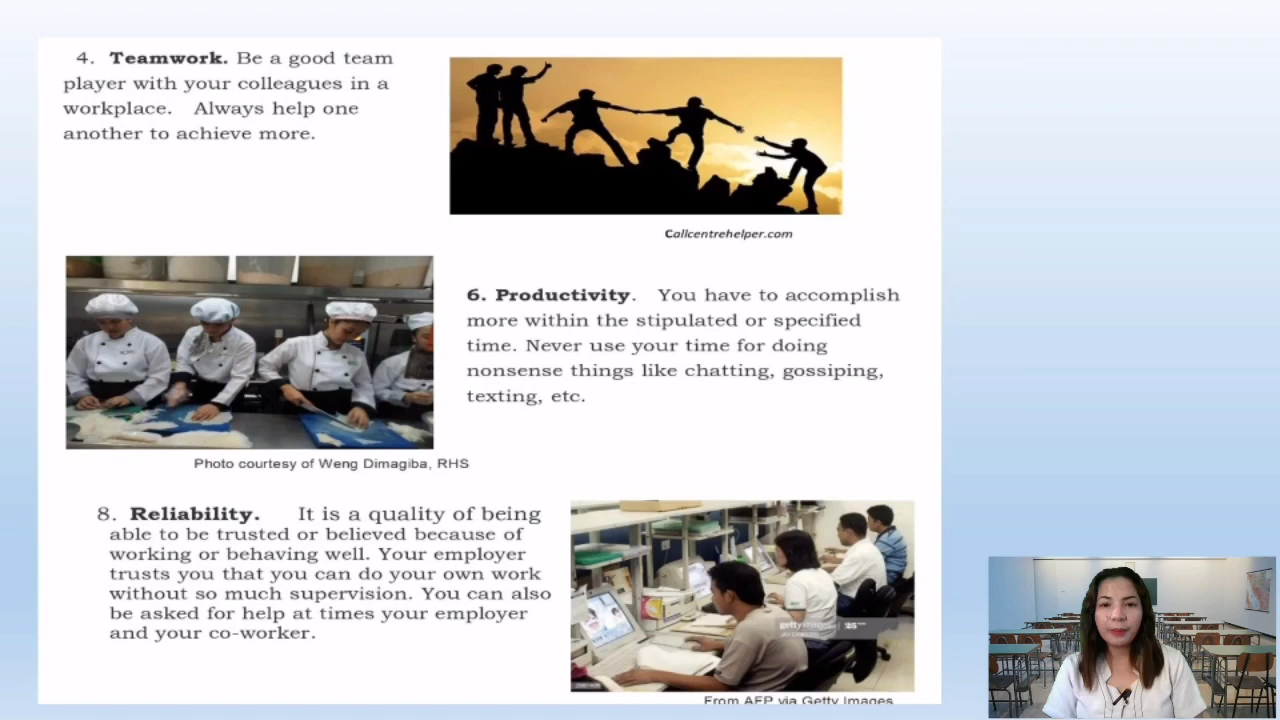 4. Teamwork. Be a good team
player with your colleagues in a
workplace. Always help one
another to achieve more.
Callcentrehelper.com
6. Productivity. You have to accomplish
more within the stipulated or specified
time. Never use your time for doing
nonsense things like chatting, gossiping,
texting, etc.
Photo courtesy of Weng Dimagiba, RHS
8. Reliability. It is a quality of being
able to be trusted or believed because of
working or behaving well. Your employer
trusts you that you can do your own work
without so much supervision. You can also
be asked for help at times your employer
and your co-worker.
gettyimages
From AFP via Getty Images